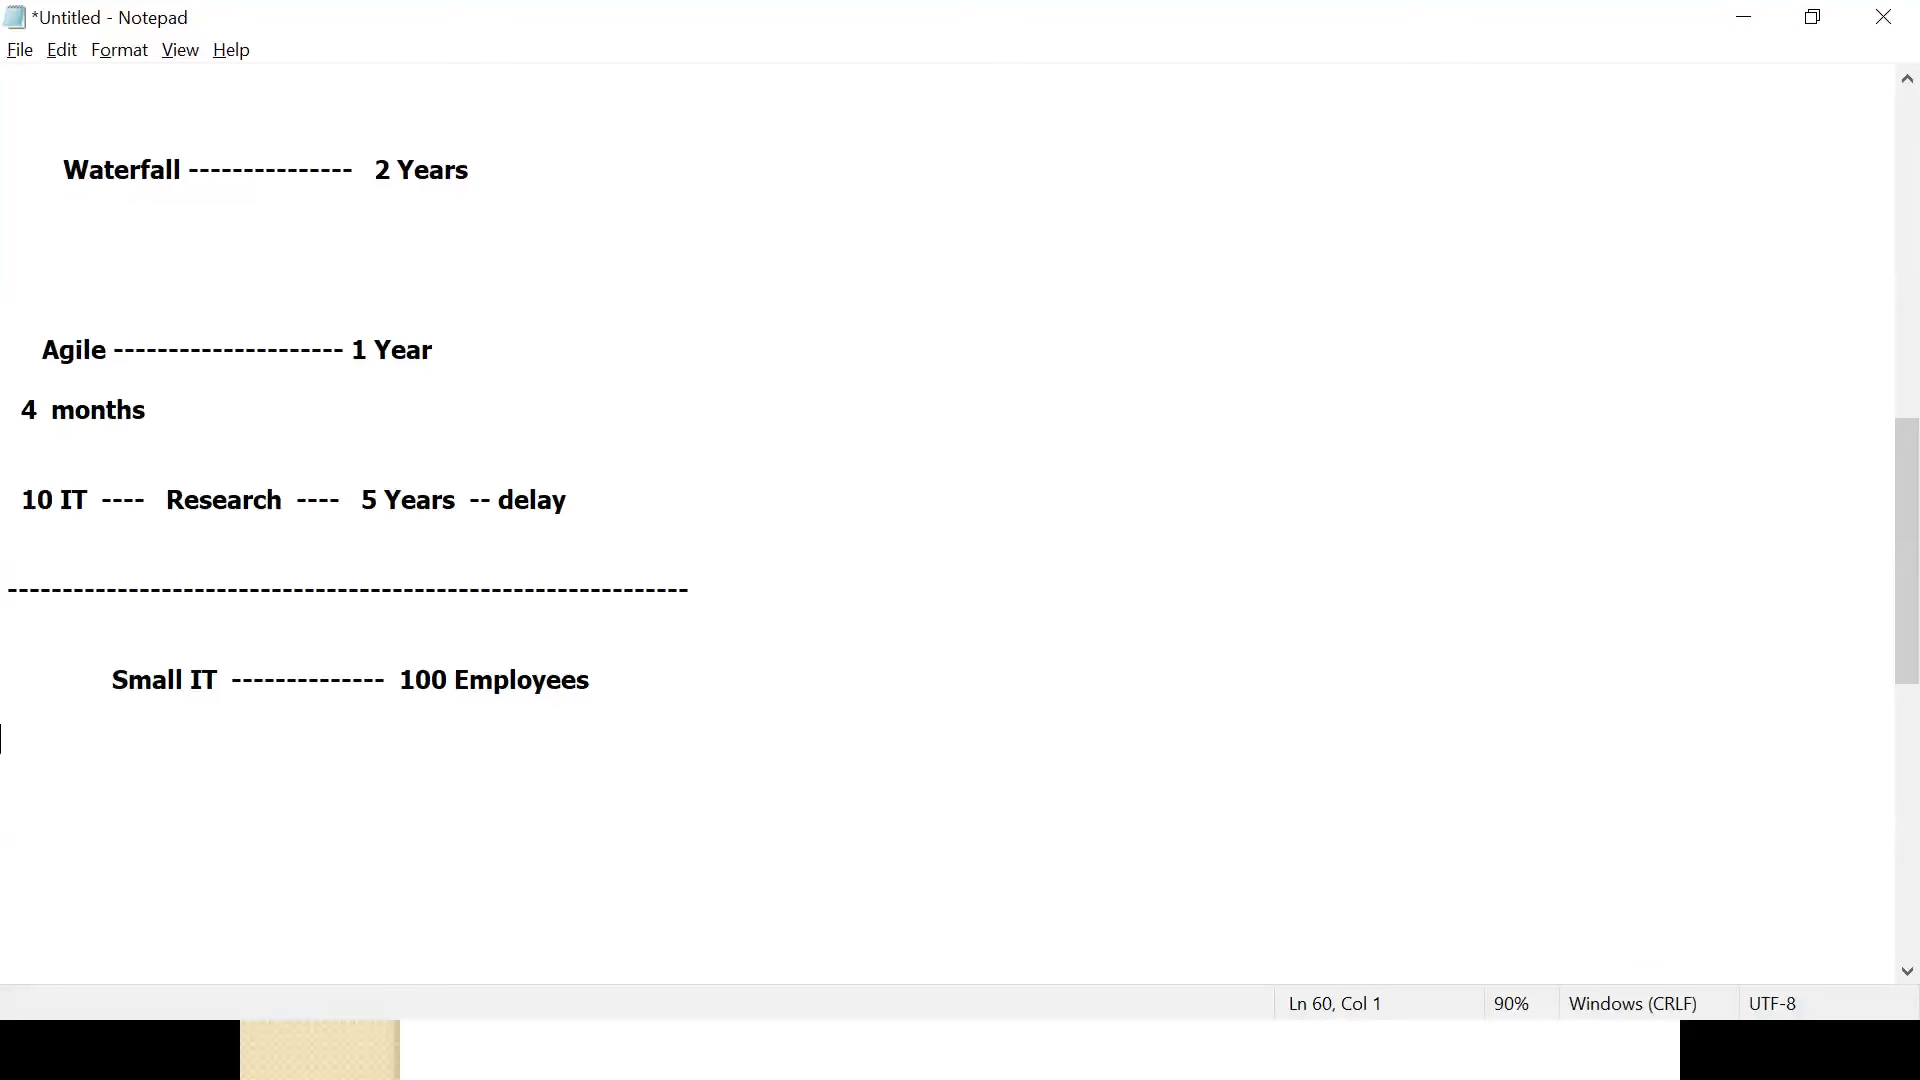 *Untitled - Notepad
File Edit Format View Help
Waterfall --------------- 2 Years
Agile --------------------- 1 Year
4 months
10 IT ---- Research ---- 5 Years -- delay
---------------------------------------------------------------
Small IT -------------- 100 Employees
Ln 60, Col 1 90% Windows (CRLF) UTF-8